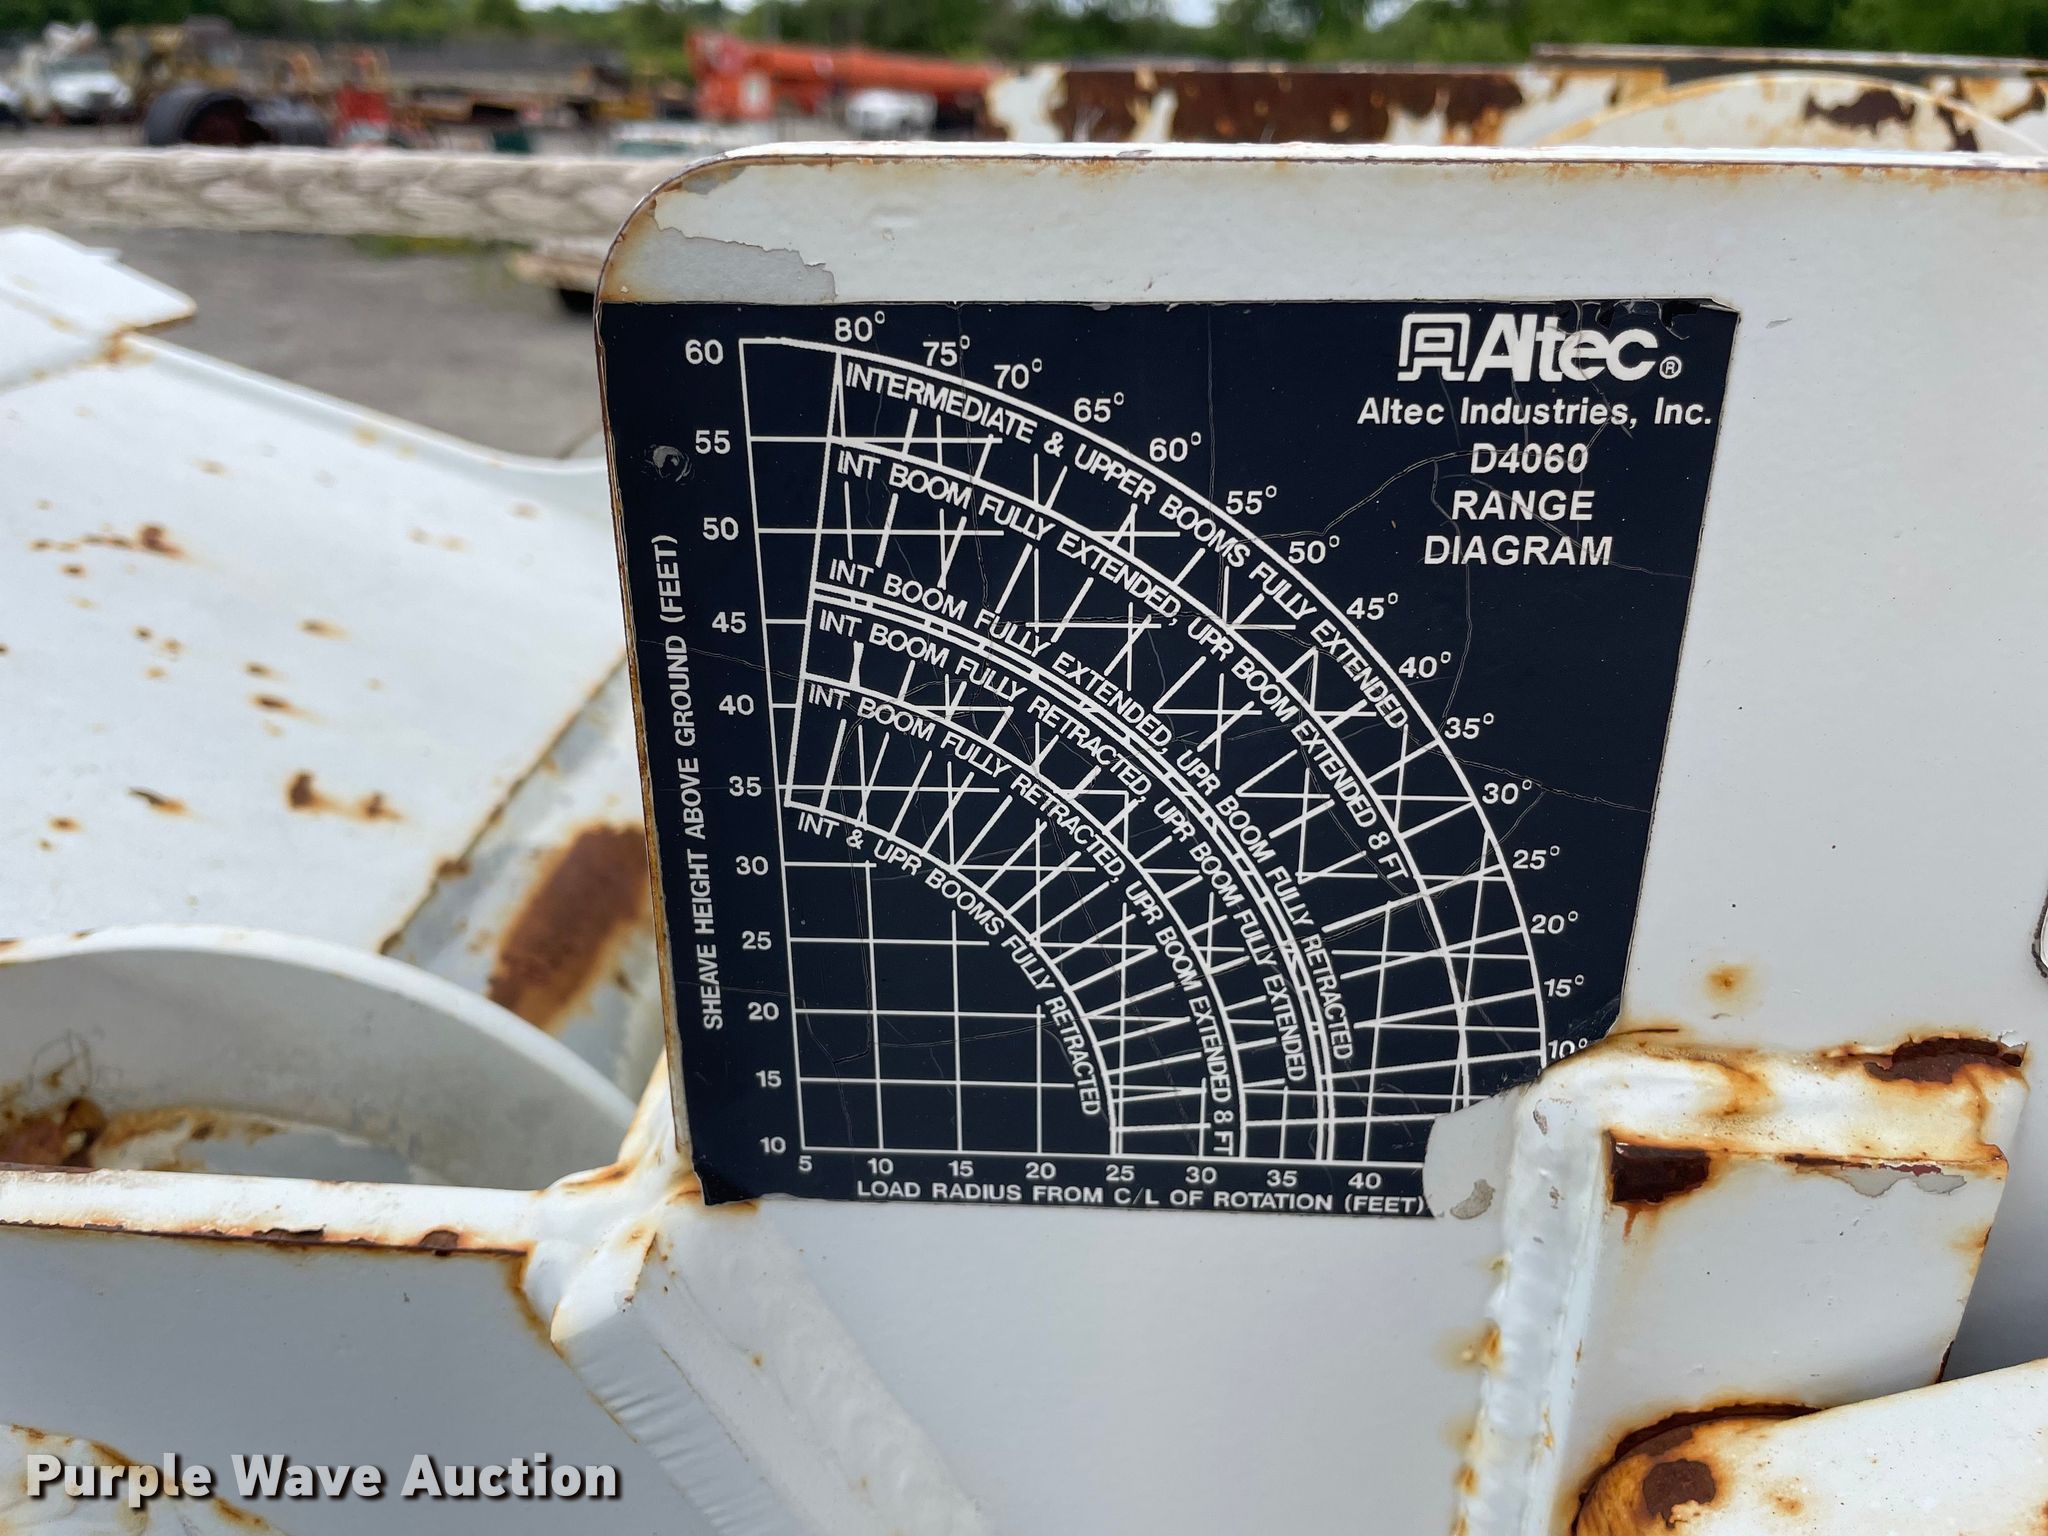 Altec®
Altec Industries, Inc.
D4060
RANGE
DIAGRAM
80° 75° 70° 65° 60° 55° 50° 45° 40° 35° 30° 25° 20° 15° 10°
SHEAVE HEIGHT ABOVE GROUND (FEET)
60
55
50
45
40
35
30
25
20
15
10
INTERMEDIATE & UPPER BOOMS FULLY EXTENDED
INT BOOM FULLY EXTENDED, UPR BOOM EXTENDED 8 FT
INT BOOM FULLY EXTENDED, UPR BOOM FULLY RETRACTED
INT BOOM FULLY RETRACTED, UPR BOOM FULLY EXTENDED
INT BOOM FULLY RETRACTED, UPR BOOM EXTENDED 8 FT
INT & UPR BOOMS FULLY RETRACTED
5 10 15 20 25 30 35 40
LOAD RADIUS FROM C/L OF ROTATION (FEET)
Purple Wave Auction